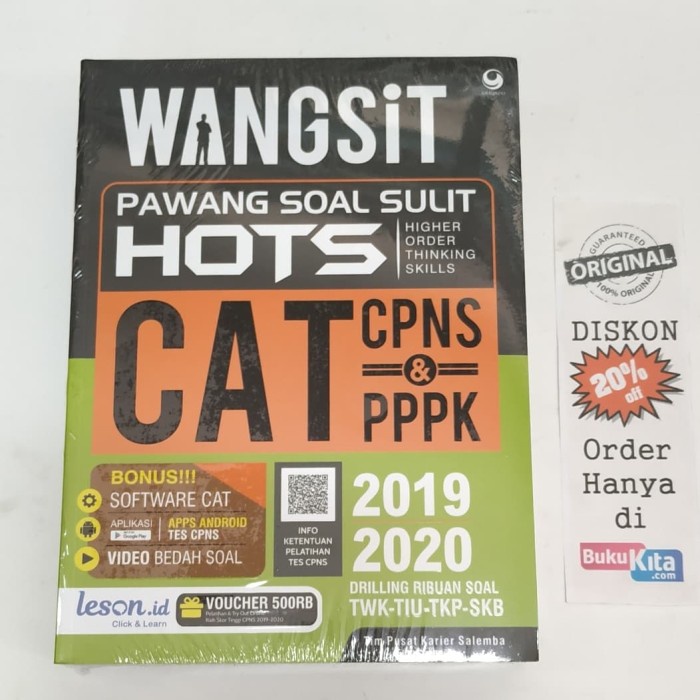 WANGSiT
PAWANG SOAL SULIT
HOTS
HIGHER
ORDER
THINKING
SKILLS
CAT
CPNS
&
PPPK
BONUS!!!
SOFTWARE CAT
APLIKASI
Google Play
APPS ANDROID
TES CPNS
VIDEO BEDAH SOAL
INFO
KETENTUAN
PELATIHAN
TES CPNS
2019
2020
DRILLING RIBUAN SOAL
TWK-TIU-TKP-SKB
leson.id
Click & Learn
VOUCHER 500RB
Tim Pusat Karier Salemba
GUARANTEED
ORIGINAL
100% ORIGINAL
DISKON
20%
off
Order
Hanya
di
BukuKita
.com